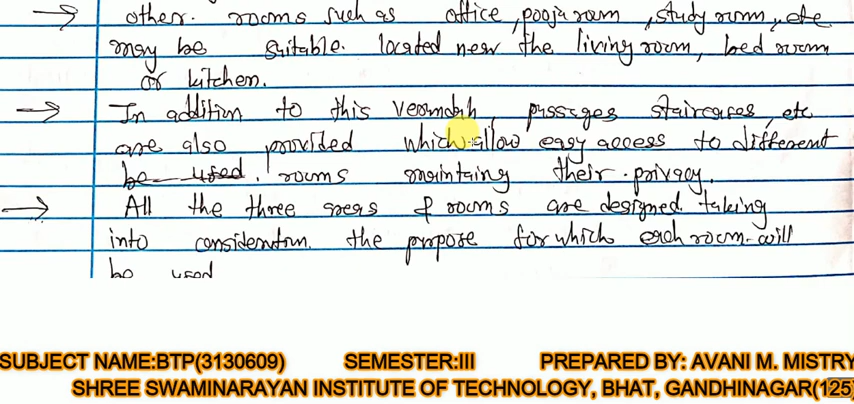 other. rooms such as office, pooja room, study room, etc
may be suitable. located near the living room, bed room
or kitchen.
In addition to this verandah, passages staircases, etc
are also provided which allow easy access to different
be used. rooms maintaing their privacy.
All the three areas & rooms are designed taking
into consideration. the propose for which each room will
be used
SUBJECT NAME:BTP(3130609) SEMESTER:III PREPARED BY: AVANI M. MISTRY
SHREE SWAMINARAYAN INSTITUTE OF TECHNOLOGY, BHAT, GANDHINAGAR(125)